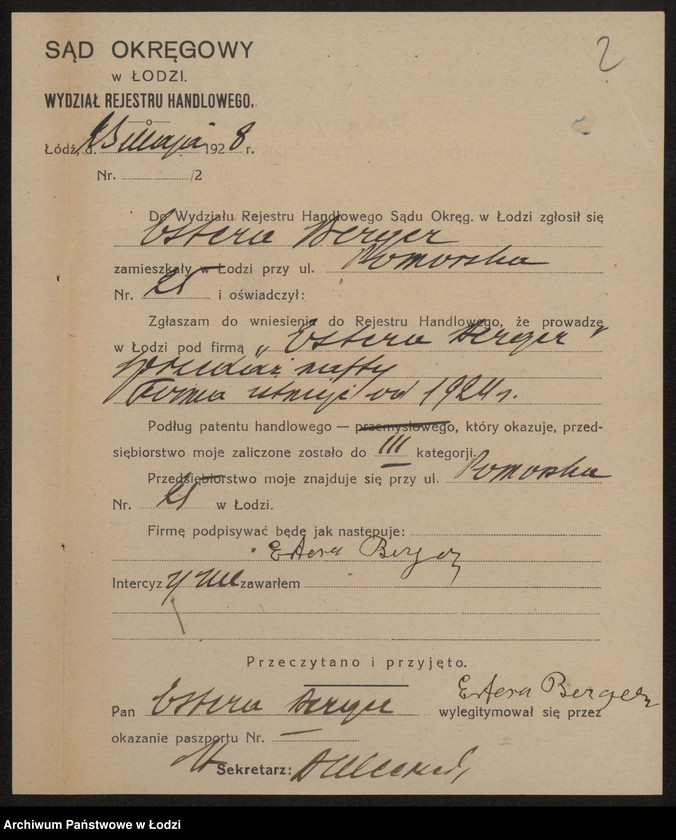 2
SĄD OKRĘGOWY
w ŁODZI.
WYDZIAŁ REJESTRU HANDLOWEGO.
Łódź, d. 15 maja 1928 r.
Nr. /2
Do Wydziału Rejestru Handlowego Sądu Okręg. w Łodzi zgłosił się
Estera Berger
zamieszkały w Łodzi przy ul. Pomorska
Nr. 21 i oświadczył:
Zgłaszam do wniesienia do Rejestru Handlowego, że prowadzę
w Łodzi pod firmą „Estera Berger"
sprzedaż nafty
Firma istnieje od 1924 r.
Podług patentu handlowego — przemysłowego, który okazuje, przed-
siębiorstwo moje zaliczone zostało do III kategorji.
Przedsiębiorstwo moje znajduje się przy ul. Pomorska
Nr. 21 w Łodzi.
Firmę podpisywać będę jak następuje:
Estera Berger
Intercyzy nie zawarłem
Przeczytano i przyjęto.
Estera Berger
Pan Estera Berger wylegitymował się przez
okazanie paszportu Nr. —
Sekretarz:
Archiwum Państwowe w Łodzi